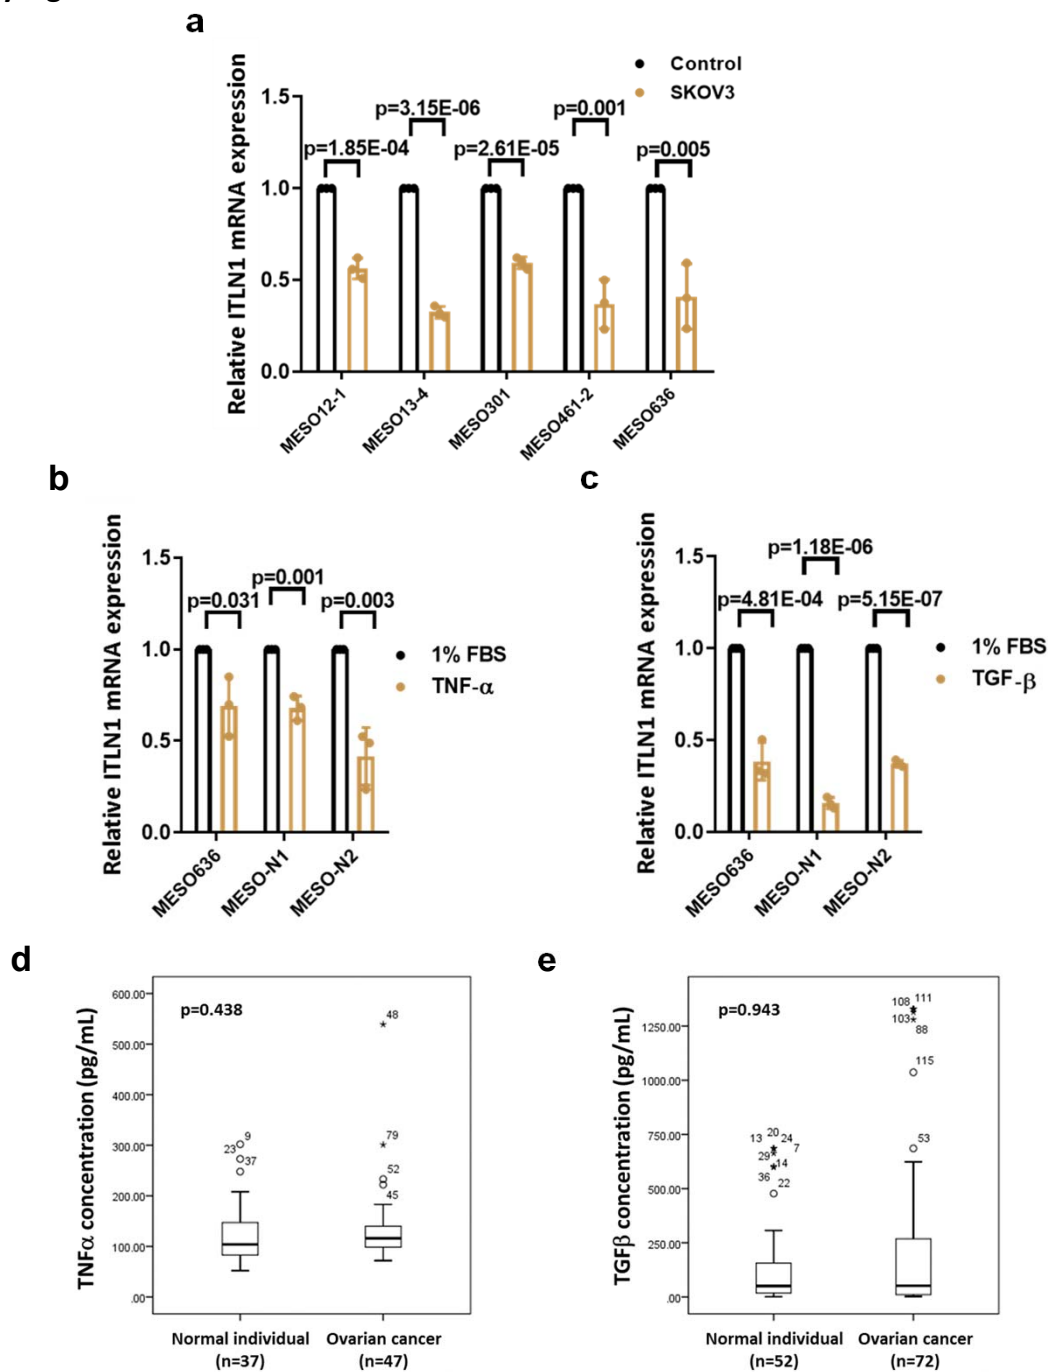 a
Control
SKOV3
Relative ITLN1 mRNA expression
1.5
1.0
0.5
0.0
p=1.85E-04
p=3.15E-06
p=2.61E-05
p=0.001
p=0.005
MESO12-1
MESO13-4
MESO301
MESO461-2
MESO636
b
Relative ITLN1 mRNA expression
1.5
1.0
0.5
0.0
p=0.031
p=0.001
p=0.003
1% FBS
TNF-α
MESO636
MESO-N1
MESO-N2
c
Relative ITLN1 mRNA expression
1.5
1.0
0.5
0.0
p=4.81E-04
p=1.18E-06
p=5.15E-07
1% FBS
TGF-β
MESO636
MESO-N1
MESO-N2
d
TNFα concentration (pg/mL)
600.00
500.00
400.00
300.00
200.00
100.00
.00
p=0.438
9
23
37
48
79
52
45
Normal individual
(n=37)
Ovarian cancer
(n=47)
e
TGFβ concentration (pg/mL)
1250.00
1000.00
750.00
500.00
250.00
.00
p=0.943
13 20 24 7
29 14
36
22
108 111
103
88
115
53
Normal individual
(n=52)
Ovarian cancer
(n=72)